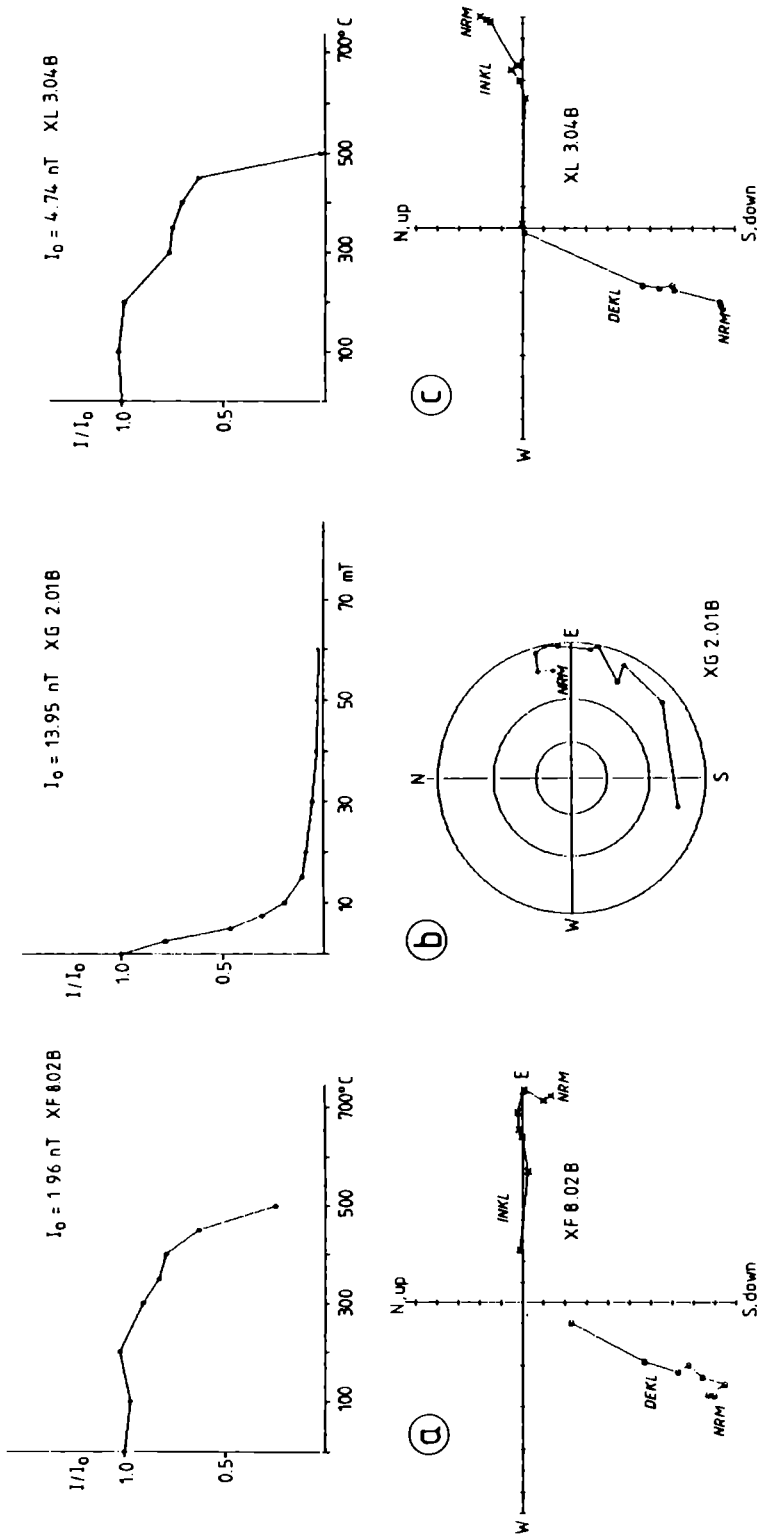 I₀ = 1 96 nT XF 8.02B
I/I₀
1.0
0.5
100
300
500
700°C
a
N, up
W
E
S, down
INKL
NRM
DEKL
NRM
XF 8.02B
I₀ = 13.95 nT XG 2.01B
I/I₀
1.0
0.5
10
30
50
70 mT
b
N
W
E
S
NRM
XG 2.01B
I₀ = 4.74 nT XL 3.04B
I/I₀
1.0
0.5
100
300
500
700°C
c
N, up
W
S, down
INKL
NRM
DEKL
NRM
XL 3.04B